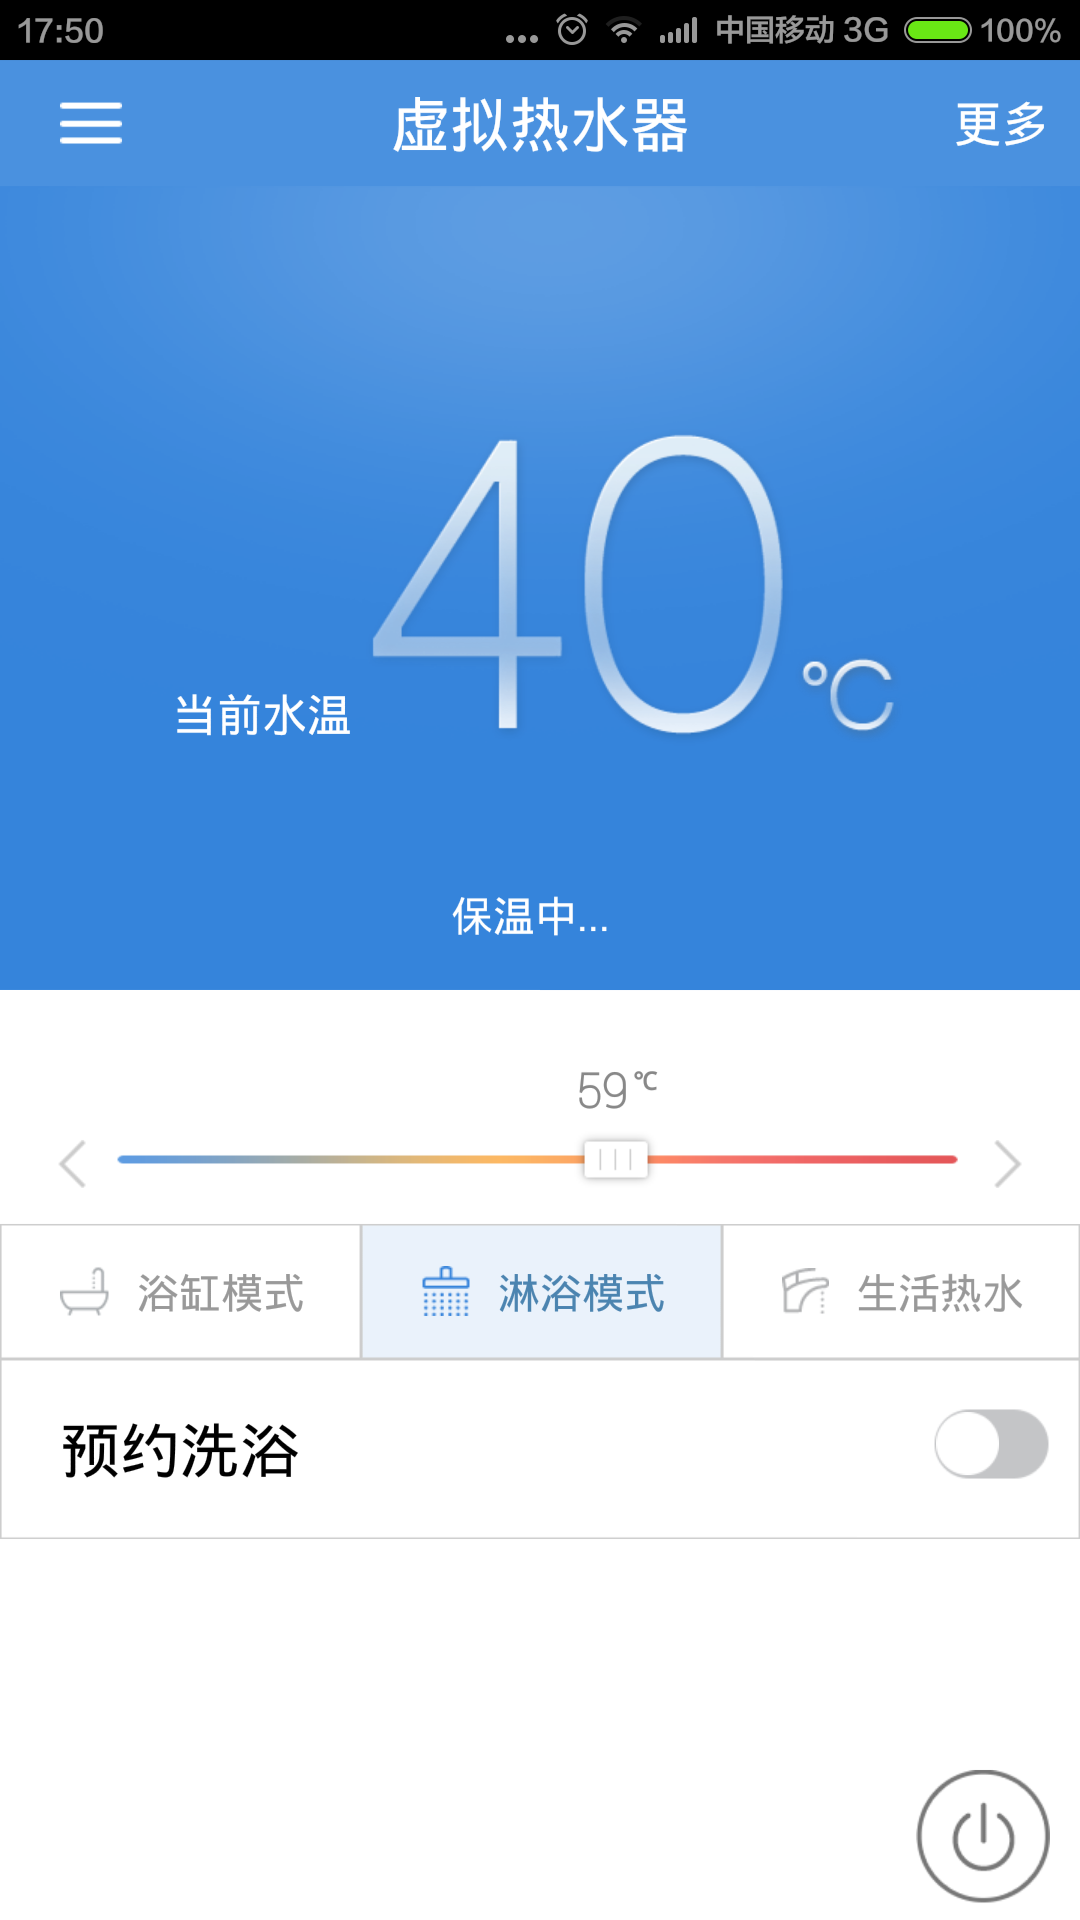 17:50 ... 中国移动 3G 100%
虚拟热水器 更多
当前水温 40℃
保温中...
59℃
浴缸模式 淋浴模式 生活热水
预约洗浴